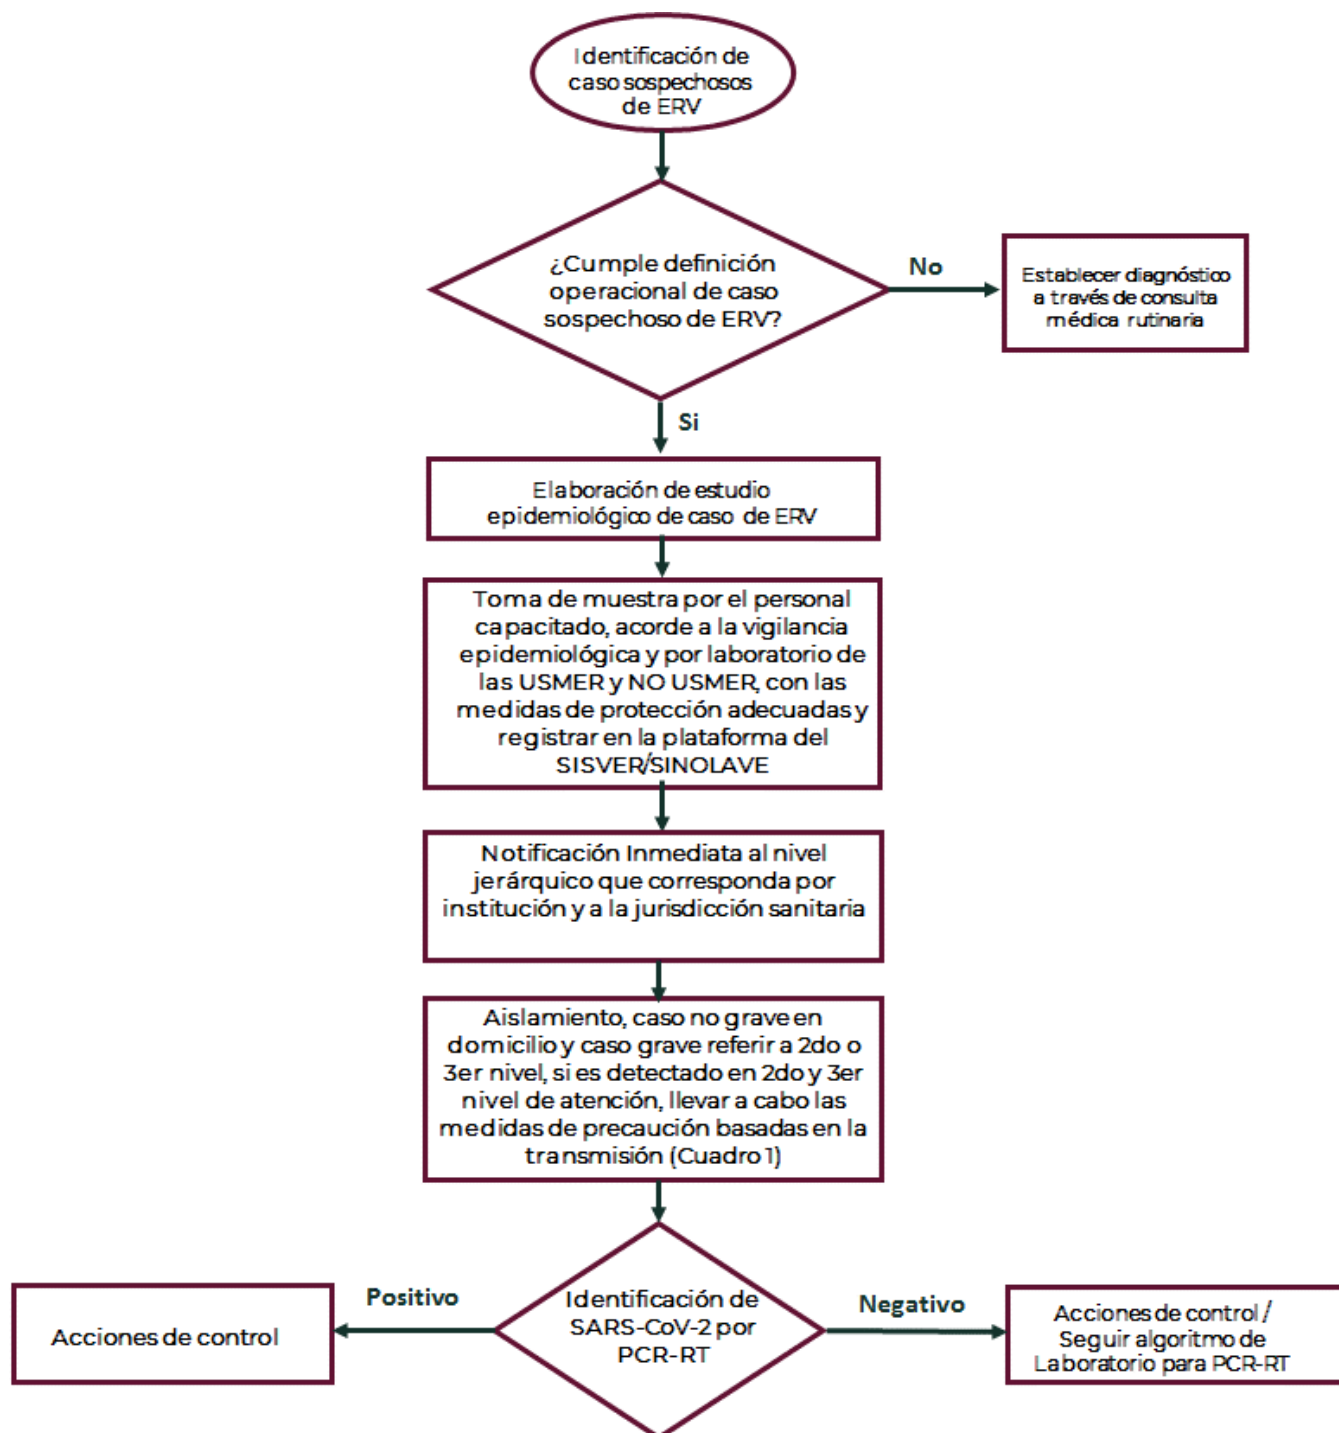 Identificación de
caso sospechosos
de ERV
¿Cumple definición
operacional de caso
sospechoso de ERV?
No
Establecer diagnóstico
a través de consulta
médica rutinaria
Si
Elaboración de estudio
epidemiológico de caso de ERV
Toma de muestra por el personal
capacitado, acorde a la vigilancia
epidemiológica y por laboratorio de
las USMER y NO USMER, con las
medidas de protección adecuadas y
registrar en la plataforma del
SISVER/SINOLAVE
Notificación Inmediata al nivel
jerárquico que corresponda por
institución y a la jurisdicción sanitaria
Aislamiento, caso no grave en
domicilio y caso grave referir a 2do o
3er nivel, si es detectado en 2do y 3er
nivel de atención, llevar a cabo las
medidas de precaución basadas en la
transmisión (Cuadro 1)
Positivo
Identificación de
SARS-CoV-2 por
PCR-RT
Negativo
Acciones de control
Acciones de control /
Seguir algoritmo de
Laboratorio para PCR-RT